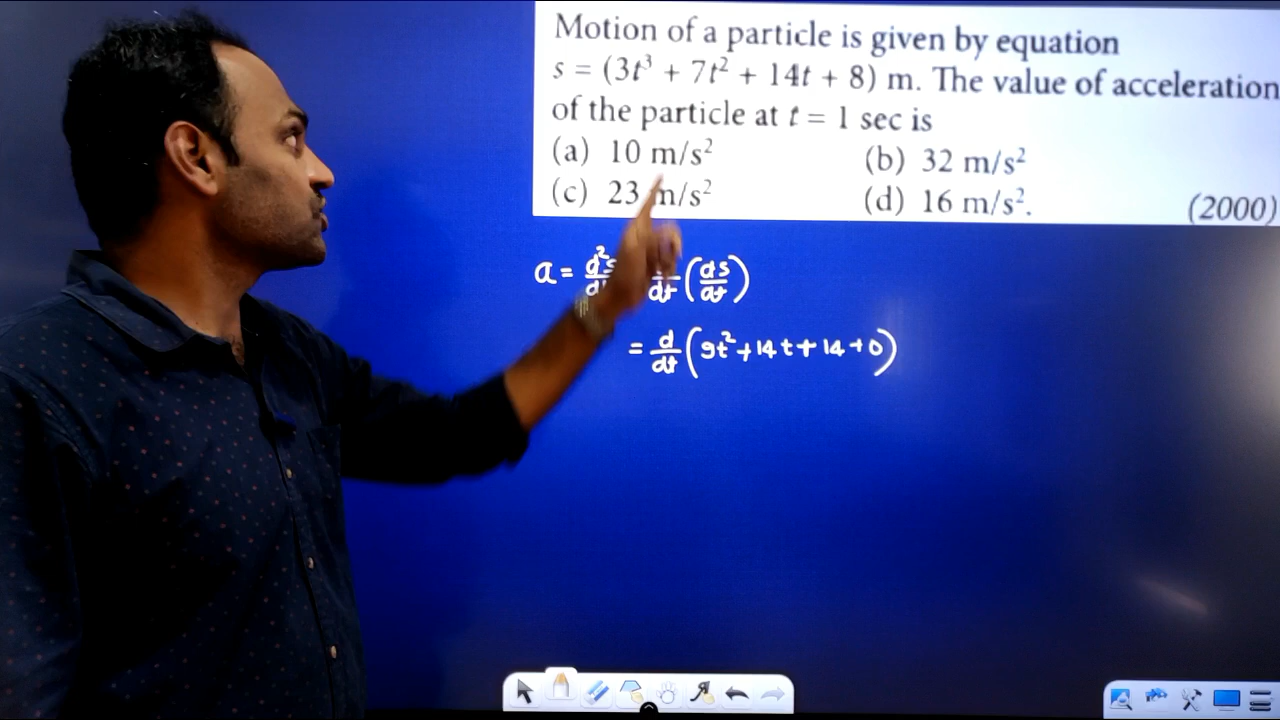 Motion of a particle is given by equation
s = (3t³ + 7t² + 14t + 8) m. The value of acceleration
of the particle at t = 1 sec is
(a) 10 m/s² (b) 32 m/s²
(c) 23 m/s² (d) 16 m/s². (2000)
a = d²s (ds/dt)
= d/dt (9t² + 14t + 14 + 0)